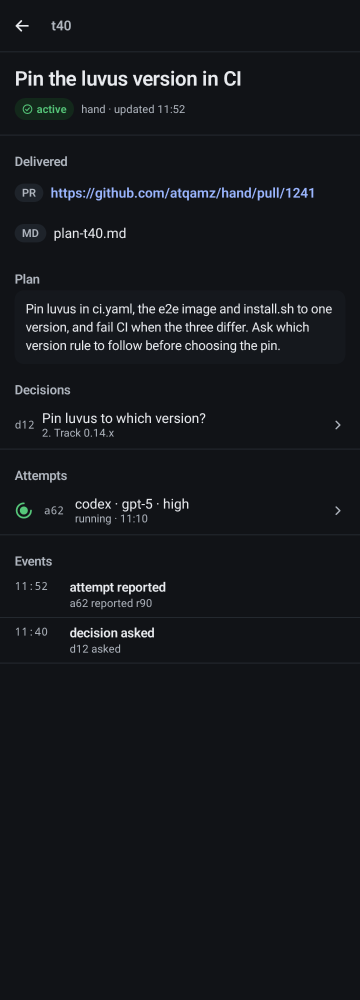 t40
Pin the luvus version in CI
active hand · updated 11:52
Delivered
PR https://github.com/atqamz/hand/pull/1241
MD plan-t40.md
Plan
Pin luvus in ci.yaml, the e2e image and install.sh to one
version, and fail CI when the three differ. Ask which
version rule to follow before choosing the pin.
Decisions
d12 Pin luvus to which version?
2. Track 0.14.x
Attempts
a62 codex · gpt-5 · high
running · 11:10
Events
11:52 attempt reported
a62 reported r90
11:40 decision asked
d12 asked